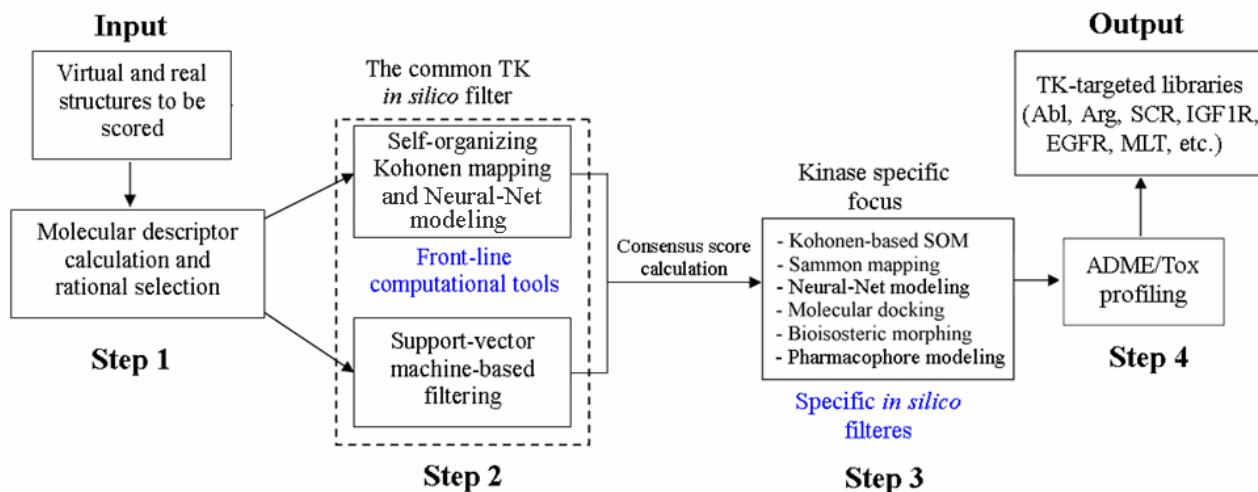 Input
Virtual and real
structures to be
scored
Molecular descriptor
calculation and
rational selection
Step 1
The common TK
in silico filter
Self-organizing
Kohonen mapping
and Neural-Net
modeling
Front-line
computational tools
Support-vector
machine-based
filtering
Step 2
Consensus score
calculation
Kinase specific
focus
- Kohonen-based SOM
- Sammon mapping
- Neural-Net modeling
- Molecular docking
- Bioisosteric morphing
- Pharmacophore modeling
Specific in silico
filteres
Step 3
Output
TK-targeted libraries
(Abl, Arg, SCR, IGF1R,
EGFR, MLT, etc.)
ADME/Tox
profiling
Step 4